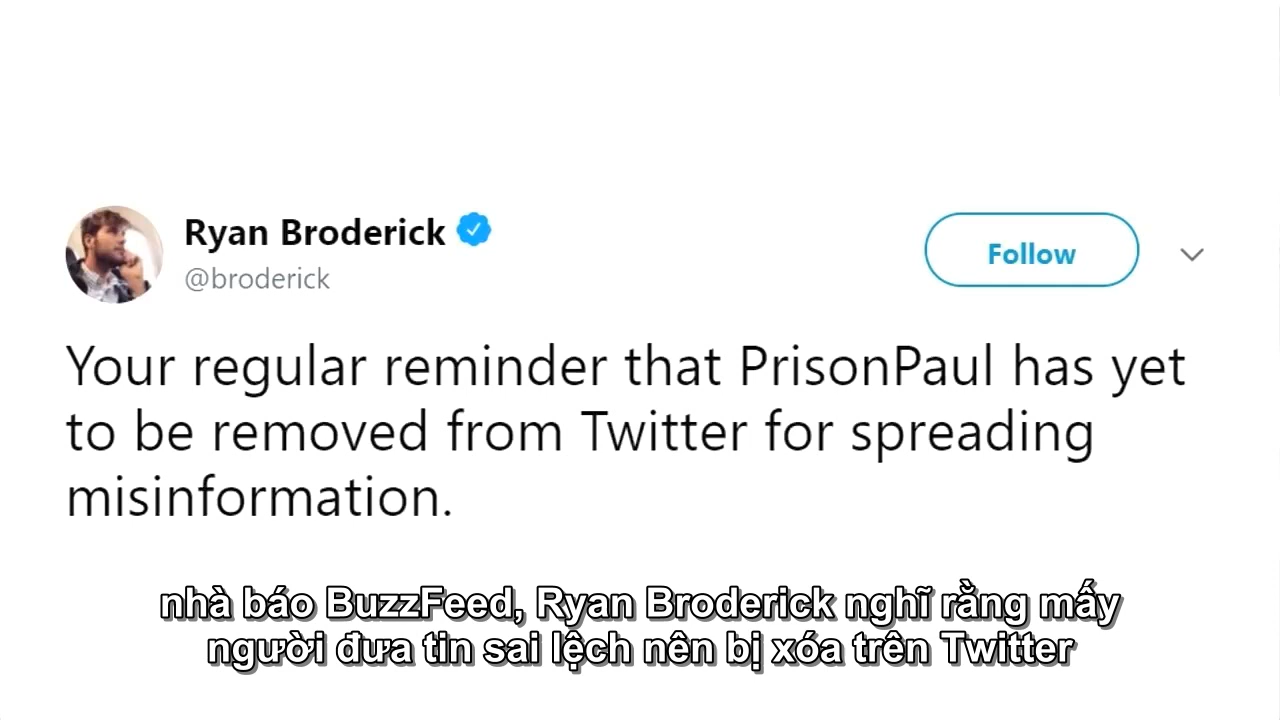 Ryan Broderick
@broderick
Follow
Your regular reminder that PrisonPaul has yet
to be removed from Twitter for spreading
misinformation.
nhà báo BuzzFeed, Ryan Broderick nghĩ rằng mấy
người đưa tin sai lệch nên bị xóa trên Twitter